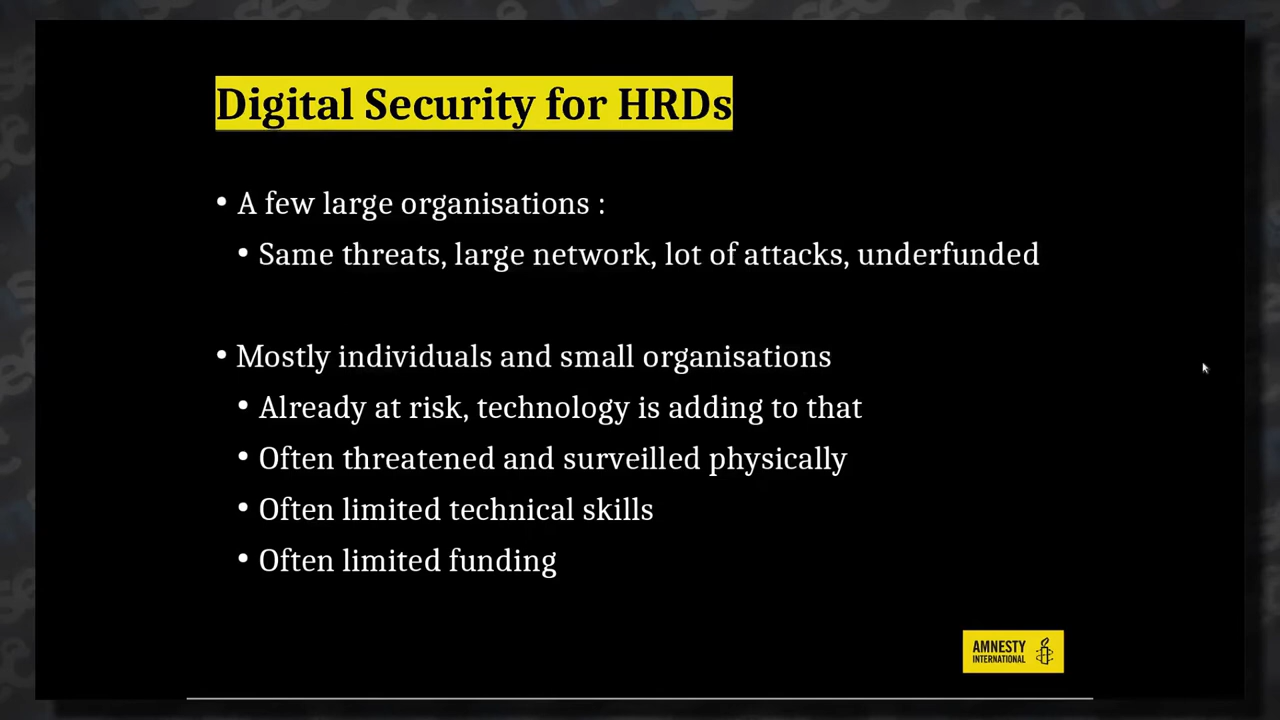 Digital Security for HRDs
• A few large organisations :
• Same threats, large network, lot of attacks, underfunded
• Mostly individuals and small organisations
• Already at risk, technology is adding to that
• Often threatened and surveilled physically
• Often limited technical skills
• Often limited funding
AMNESTY
INTERNATIONAL